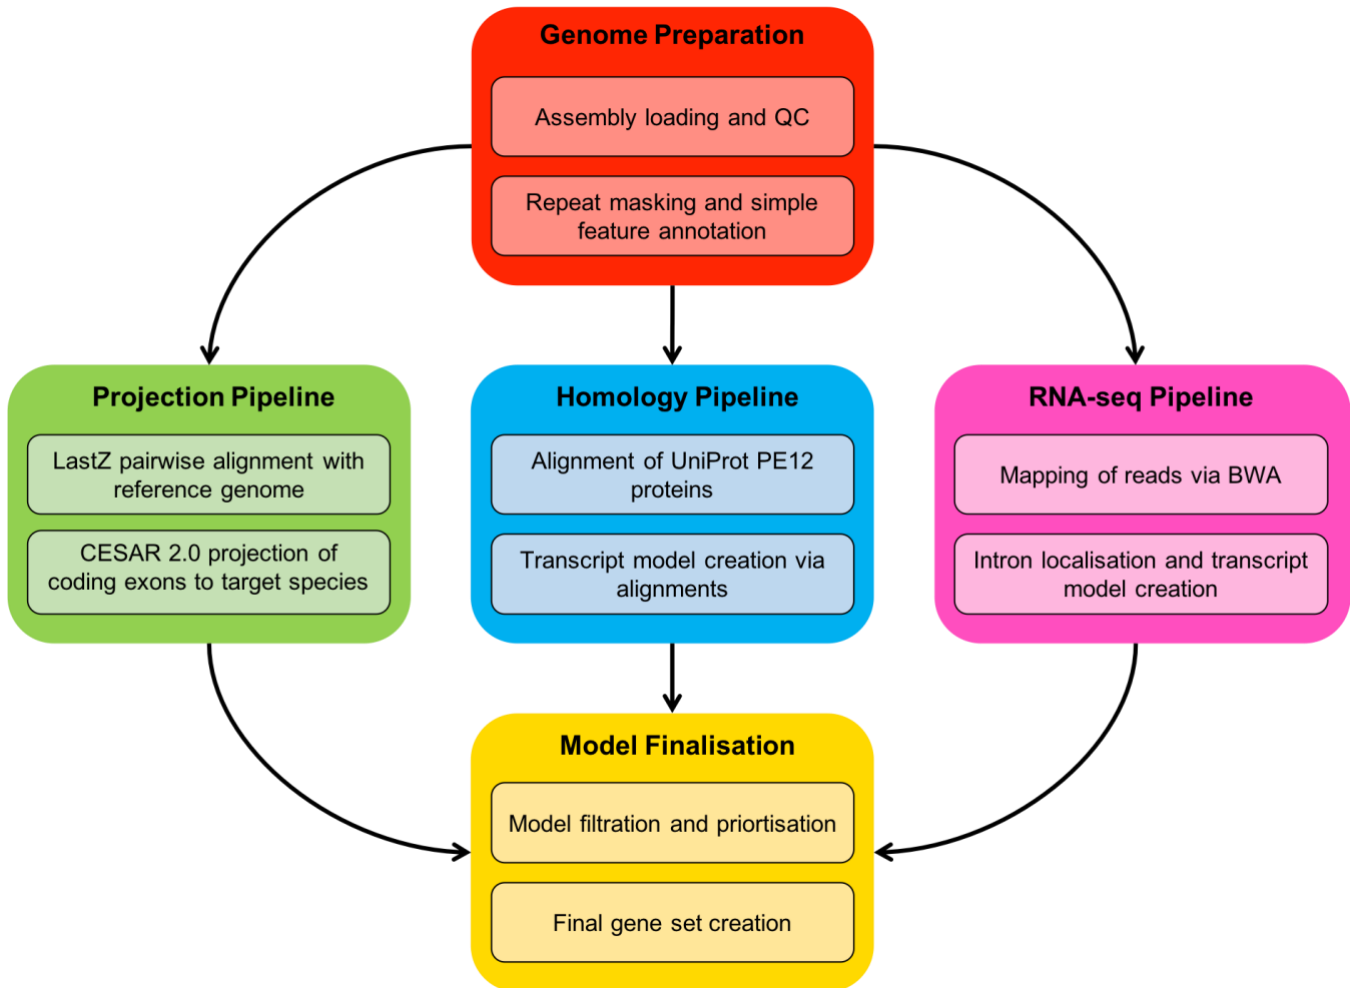 Genome Preparation
Assembly loading and QC
Repeat masking and simple
feature annotation
Projection Pipeline
LastZ pairwise alignment with
reference genome
CESAR 2.0 projection of
coding exons to target species
Homology Pipeline
Alignment of UniProt PE12
proteins
Transcript model creation via
alignments
RNA-seq Pipeline
Mapping of reads via BWA
Intron localisation and transcript
model creation
Model Finalisation
Model filtration and priortisation
Final gene set creation